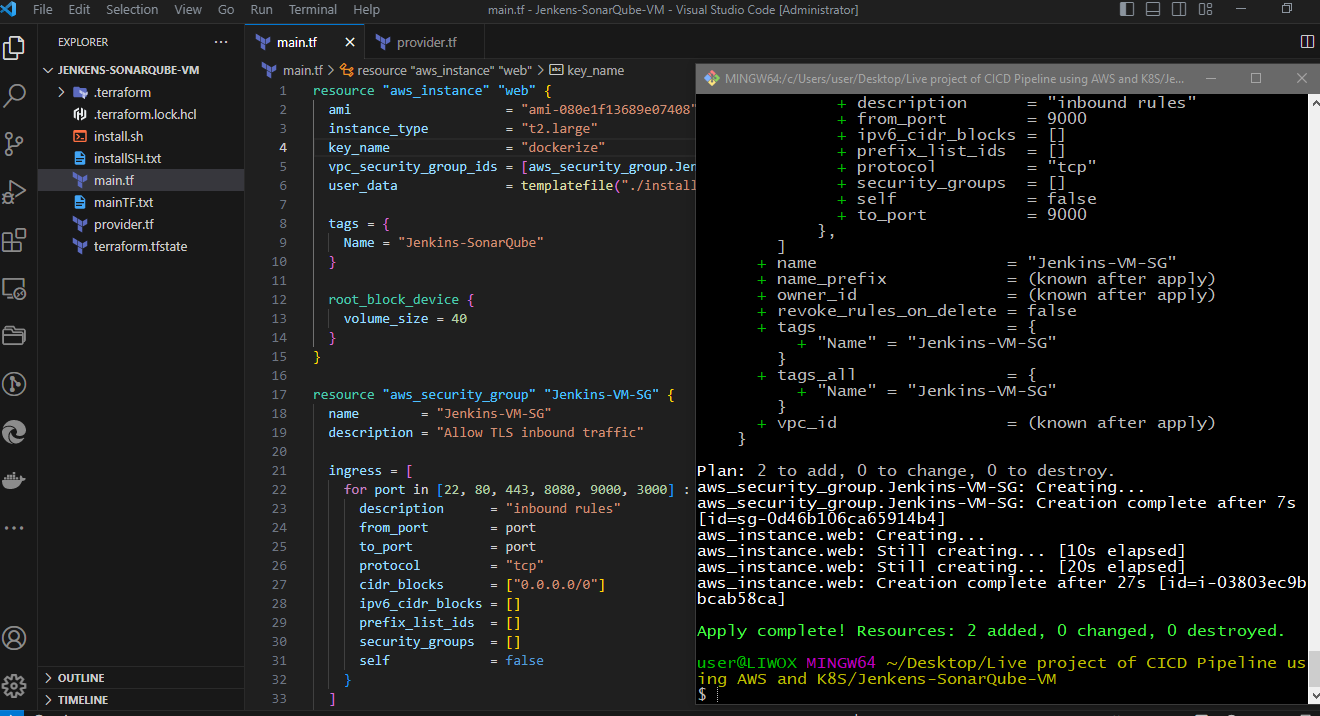 File Edit Selection View Go Run Terminal Help
main.tf - Jenkens-SonarQube-VM - Visual Studio Code [Administrator]
EXPLORER
JENKENS-SONARQUBE-VM
.terraform
.terraform.lock.hcl
install.sh
installSH.txt
main.tf
mainTF.txt
provider.tf
terraform.tfstate
OUTLINE
TIMELINE
main.tf
provider.tf
main.tf > resource "aws_instance" "web" > key_name
1 resource "aws_instance" "web" {
2 ami = "ami-080e1f13689e07408"
3 instance_type = "t2.large"
4 key_name = "dockerize"
5 vpc_security_group_ids = [aws_security_group.Jen
6 user_data = templatefile("./instal
7
8 tags = {
9 Name = "Jenkins-SonarQube"
10 }
11
12 root_block_device {
13 volume_size = 40
14 }
15 }
16
17 resource "aws_security_group" "Jenkins-VM-SG" {
18 name = "Jenkins-VM-SG"
19 description = "Allow TLS inbound traffic"
20
21 ingress = [
22 for port in [22, 80, 443, 8080, 9000, 3000] :
23 description = "inbound rules"
24 from_port = port
25 to_port = port
26 protocol = "tcp"
27 cidr_blocks = ["0.0.0.0/0"]
28 ipv6_cidr_blocks = []
29 prefix_list_ids = []
30 security_groups = []
31 self = false
32 }
33 ]
MINGW64:/c/Users/user/Desktop/Live project of CICD Pipeline using AWS and K8S/Je...
+ description = "inbound rules"
+ from_port = 9000
+ ipv6_cidr_blocks = []
+ prefix_list_ids = []
+ protocol = "tcp"
+ security_groups = []
+ self = false
+ to_port = 9000
},
]
+ name = "Jenkins-VM-SG"
+ name_prefix = (known after apply)
+ owner_id = (known after apply)
+ revoke_rules_on_delete = false
+ tags = {
+ "Name" = "Jenkins-VM-SG"
}
+ tags_all = {
+ "Name" = "Jenkins-VM-SG"
}
+ vpc_id = (known after apply)
}
Plan: 2 to add, 0 to change, 0 to destroy.
aws_security_group.Jenkins-VM-SG: Creating...
aws_security_group.Jenkins-VM-SG: Creation complete after 7s
[id=sg-0d46b106ca65914b4]
aws_instance.web: Creating...
aws_instance.web: Still creating... [10s elapsed]
aws_instance.web: Still creating... [20s elapsed]
aws_instance.web: Creation complete after 27s [id=i-03803ec9b
bcab58ca]
Apply complete! Resources: 2 added, 0 changed, 0 destroyed.
user@LIWOX MINGW64 ~/Desktop/Live project of CICD Pipeline us
ing AWS and K8S/Jenkens-SonarQube-VM
$